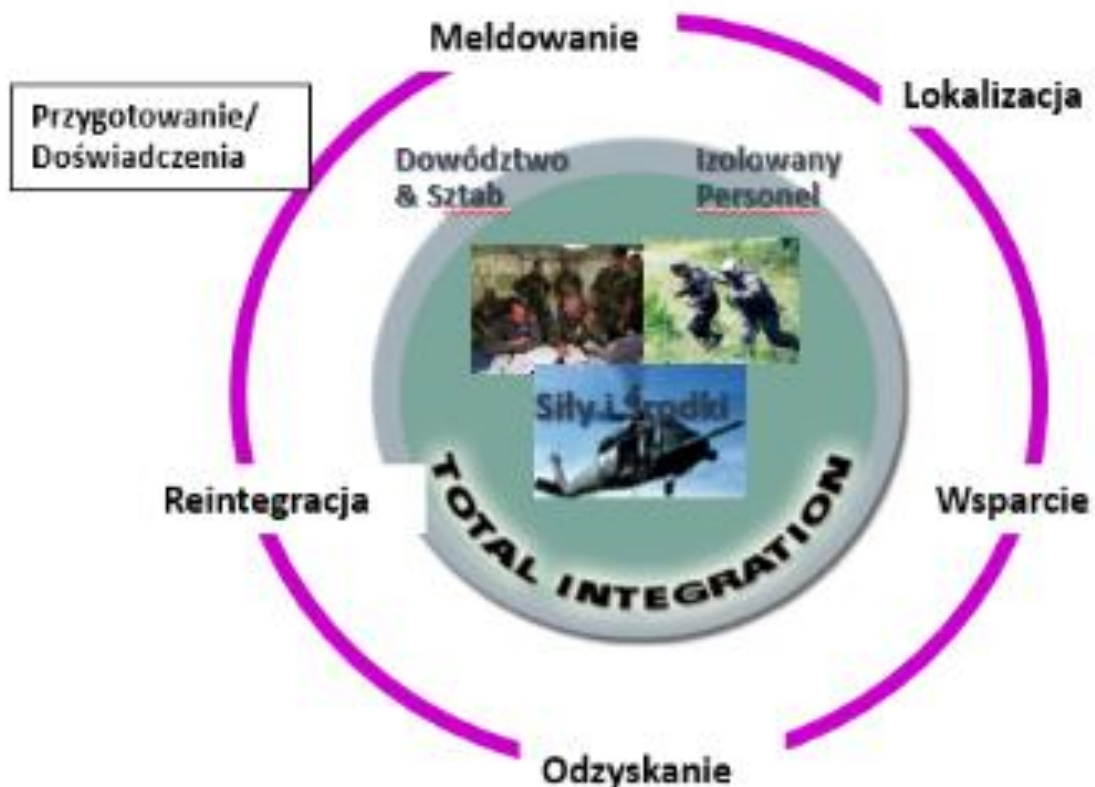 Meldowanie
Lokalizacja
Przygotowanie/
Doświadczenia
Dowództwo
& Sztab
Izolowany
Personel
Siły i Środki
TOTAL INTEGRATION
Reintegracja
Wsparcie
Odzyskanie